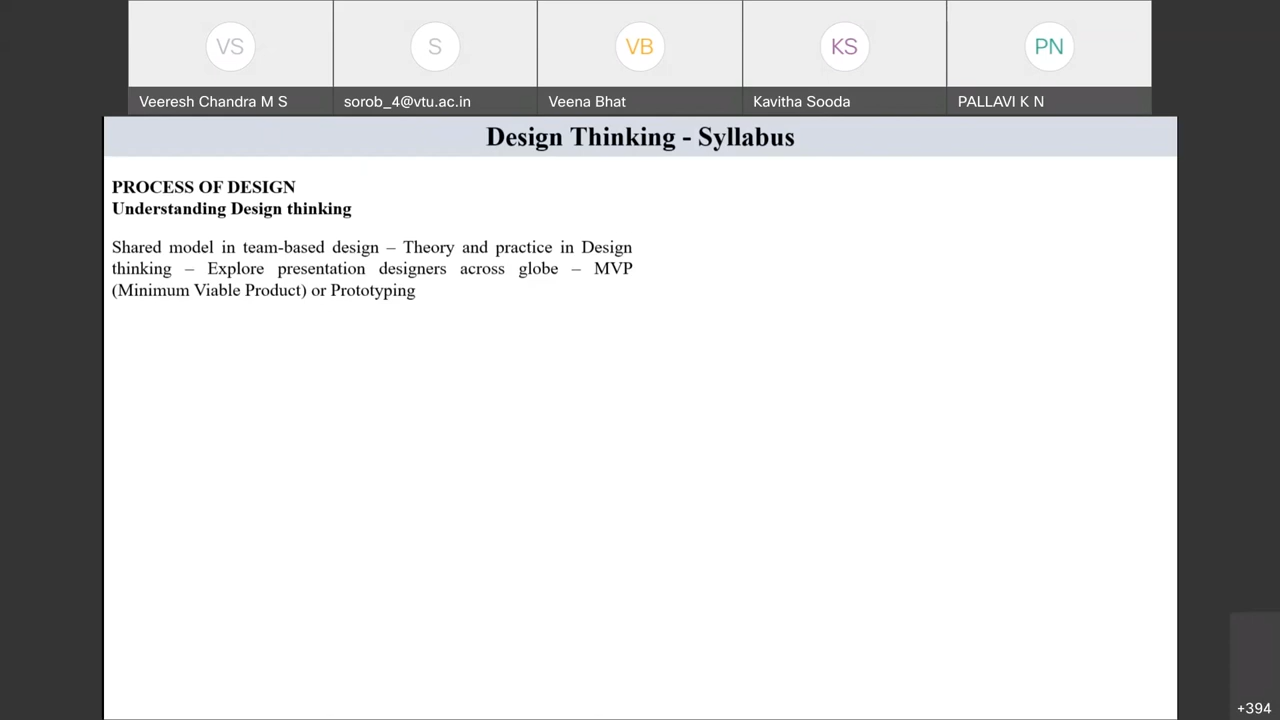 VS
S
VB
KS
PN
Veeresh Chandra M S
sorob_4@vtu.ac.in
Veena Bhat
Kavitha Sooda
PALLAVI K N
Design Thinking - Syllabus
PROCESS OF DESIGN
Understanding Design thinking
Shared model in team-based design – Theory and practice in Design
thinking – Explore presentation designers across globe – MVP
(Minimum Viable Product) or Prototyping
+394